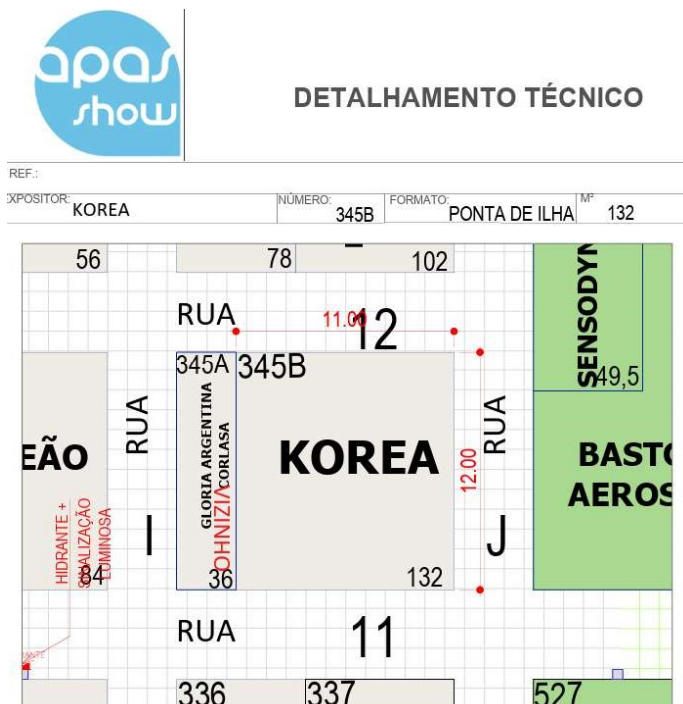 apas
show
DETALHAMENTO TÉCNICO
REF.:
XPOSITOR: KOREA NÚMERO: 345B FORMATO: PONTA DE ILHA M² 132
56 78 102
RUA 12
11.00
SENSODYN
49,5
345A 345B
RUA I
GLORIA ARGENTINA
CORLASA
KOREA
12.00
RUA J
EÃO
BASTO
AEROS
HIDRANTE +
SINALIZAÇÃO
LUMINOSA
84 36 132
RUA 11
336 337 527